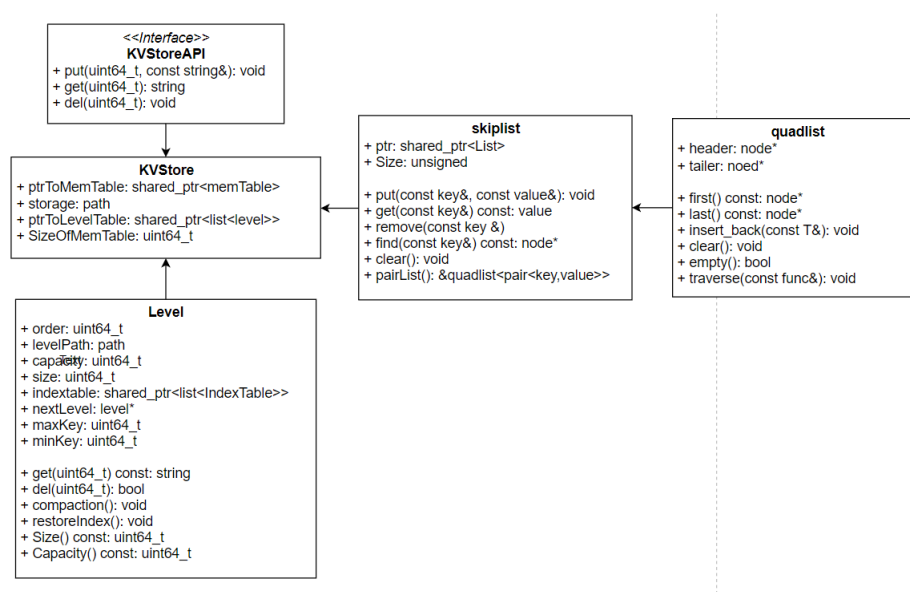 <<Interface>>
KVStoreAPI
+ put(uint64_t, const string&): void
+ get(uint64_t): string
+ del(uint64_t): void
KVStore
+ ptrToMemTable: shared_ptr<memTable>
+ storage: path
+ ptrToLevelTable: shared_ptr<list<level>>
+ SizeOfMemTable: uint64_t
skiplist
+ ptr: shared_ptr<List>
+ Size: unsigned
+ put(const key&, const value&): void
+ get(const key&) const: value
+ remove(const key &)
+ find(const key&) const: node*
+ clear(): void
+ pairList(): &quadlist<pair<key,value>>
quadlist
+ header: node*
+ tailer: noed*
+ first() const: node*
+ last() const: node*
+ insert_back(const T&): void
+ clear(): void
+ empty(): bool
+ traverse(const func&): void
Level
+ order: uint64_t
+ levelPath: path
+ capacity: uint64_t
Text
+ size: uint64_t
+ indextable: shared_ptr<list<IndexTable>>
+ nextLevel: level*
+ maxKey: uint64_t
+ minKey: uint64_t
+ get(uint64_t) const: string
+ del(uint64_t): bool
+ compaction(): void
+ restoreIndex(): void
+ Size() const: uint64_t
+ Capacity() const: uint64_t